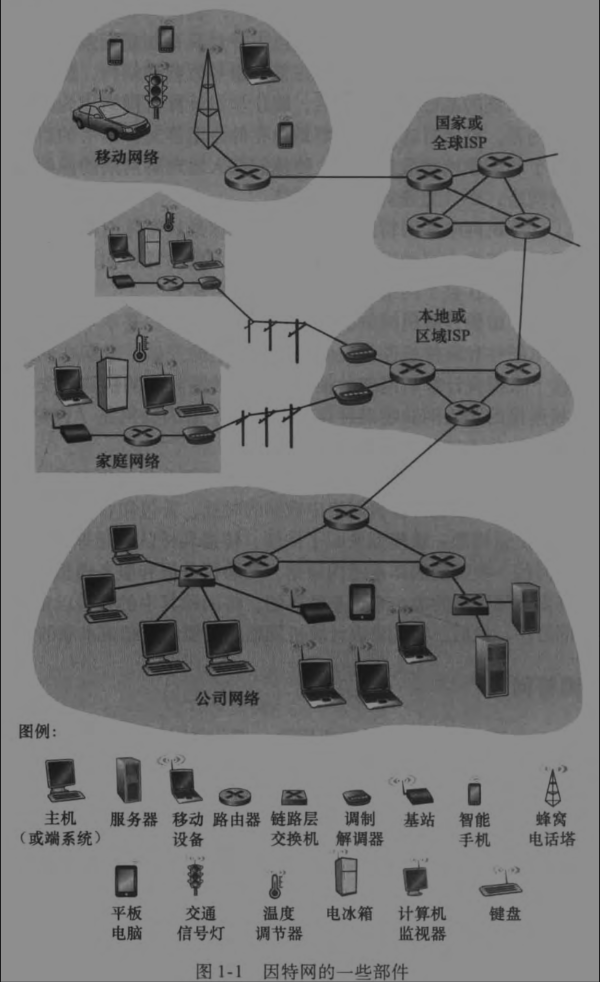 国家或
全球ISP
移动网络
本地或
区域ISP
家庭网络
公司网络
图例：
主机
（或端系统）
服务器
移动
设备
路由器
链路层
交换机
调制
解调器
基站
智能
手机
蜂窝
电话塔
平板
电脑
交通
信号灯
温度
调节器
电冰箱
计算机
监视器
键盘
图 1-1 因特网的一些部件